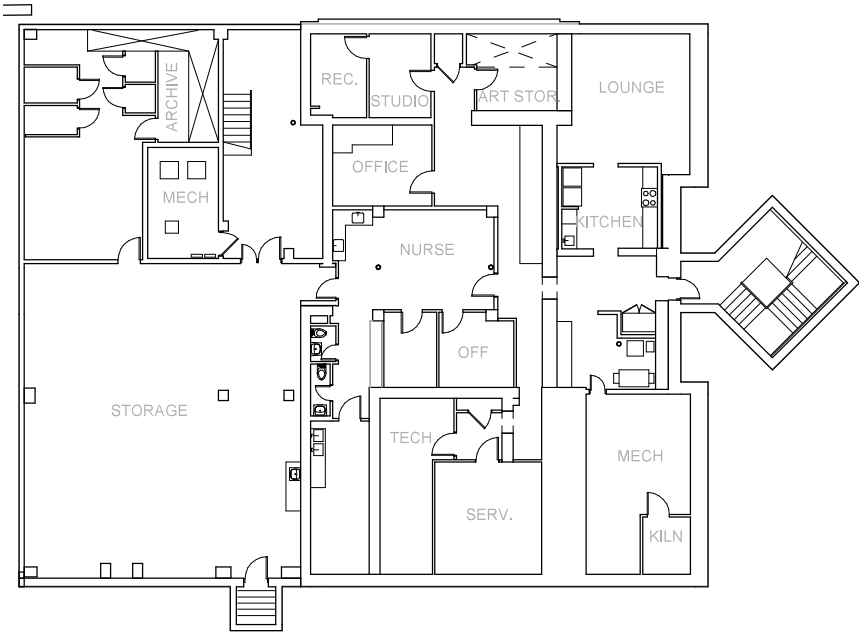 REC.
STUDIO
ART STOR.
LOUNGE
ARCHIVE
MECH
OFFICE
KITCHEN
NURSE
OFF
STORAGE
TECH
SERV.
MECH
KILN